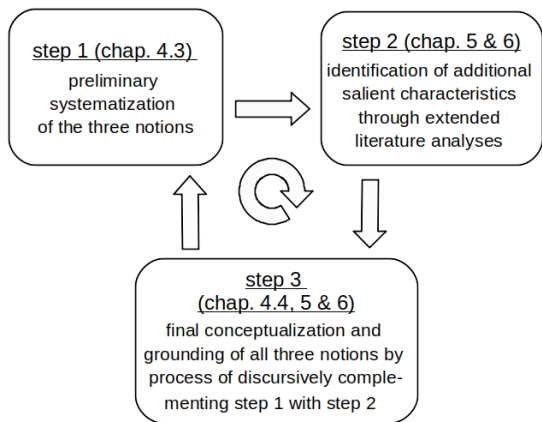 step 1 (chap. 4.3)
preliminary
systematization
of the three notions
step 2 (chap. 5 & 6)
identification of additional
salient characteristics
through extended
literature analyses
step 3
(chap. 4.4, 5 & 6)
final conceptualization and
grounding of all three notions by
process of discursively comple-
menting step 1 with step 2